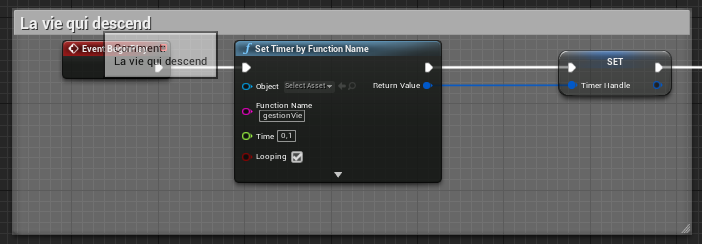 La vie qui descend
Event
Comment:
La vie qui descend
Set Timer by Function Name
Object Select Asset
Return Value
Function Name
gestionVie
Time 0,1
Looping
SET
Timer Handle